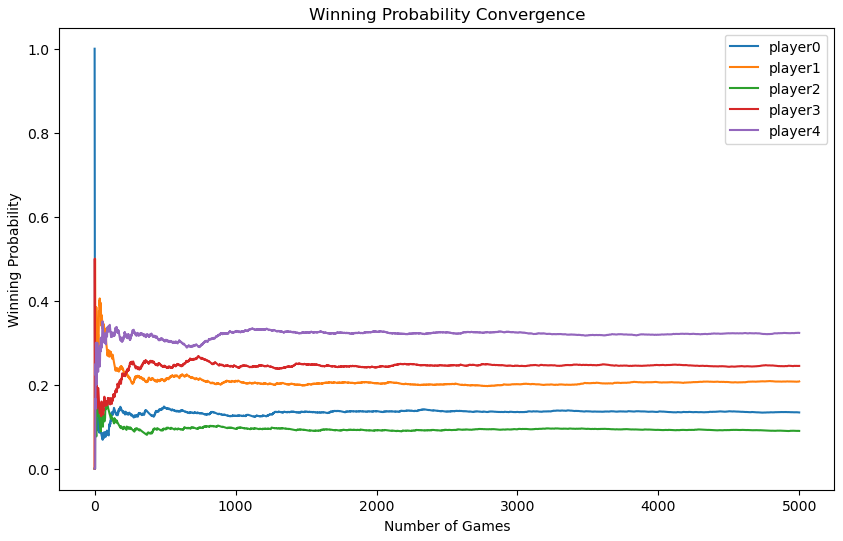 Winning Probability Convergence
player0
player1
player2
player3
player4
1.0
0.8
0.6
0.4
0.2
0.0
Winning Probability
0
1000
2000
3000
4000
5000
Number of Games